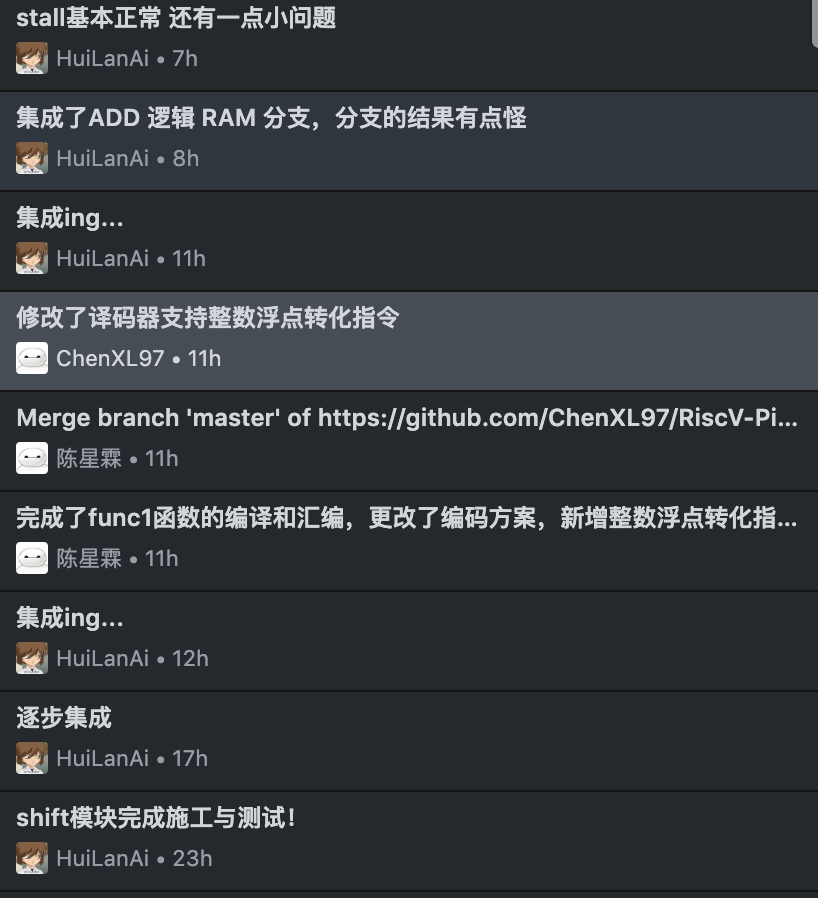 stall基本正常 还有一点小问题
HuiLanAi • 7h
集成了ADD 逻辑 RAM 分支，分支的结果有点怪
HuiLanAi • 8h
集成ing...
HuiLanAi • 11h
修改了译码器支持整数浮点转化指令
ChenXL97 • 11h
Merge branch 'master' of https://github.com/ChenXL97/RiscV-Pi...
陈星霖 • 11h
完成了func1函数的编译和汇编，更改了编码方案，新增整数浮点转化指...
陈星霖 • 11h
集成ing...
HuiLanAi • 12h
逐步集成
HuiLanAi • 17h
shift模块完成施工与测试！
HuiLanAi • 23h